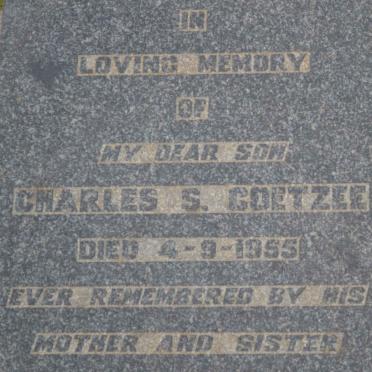 IN
LOVING MEMORY
OF
MY DEAR SON
CHARLES S. COETZEE
DIED 4-9-1955
EVER REMEMBERED BY HIS
MOTHER AND SISTER